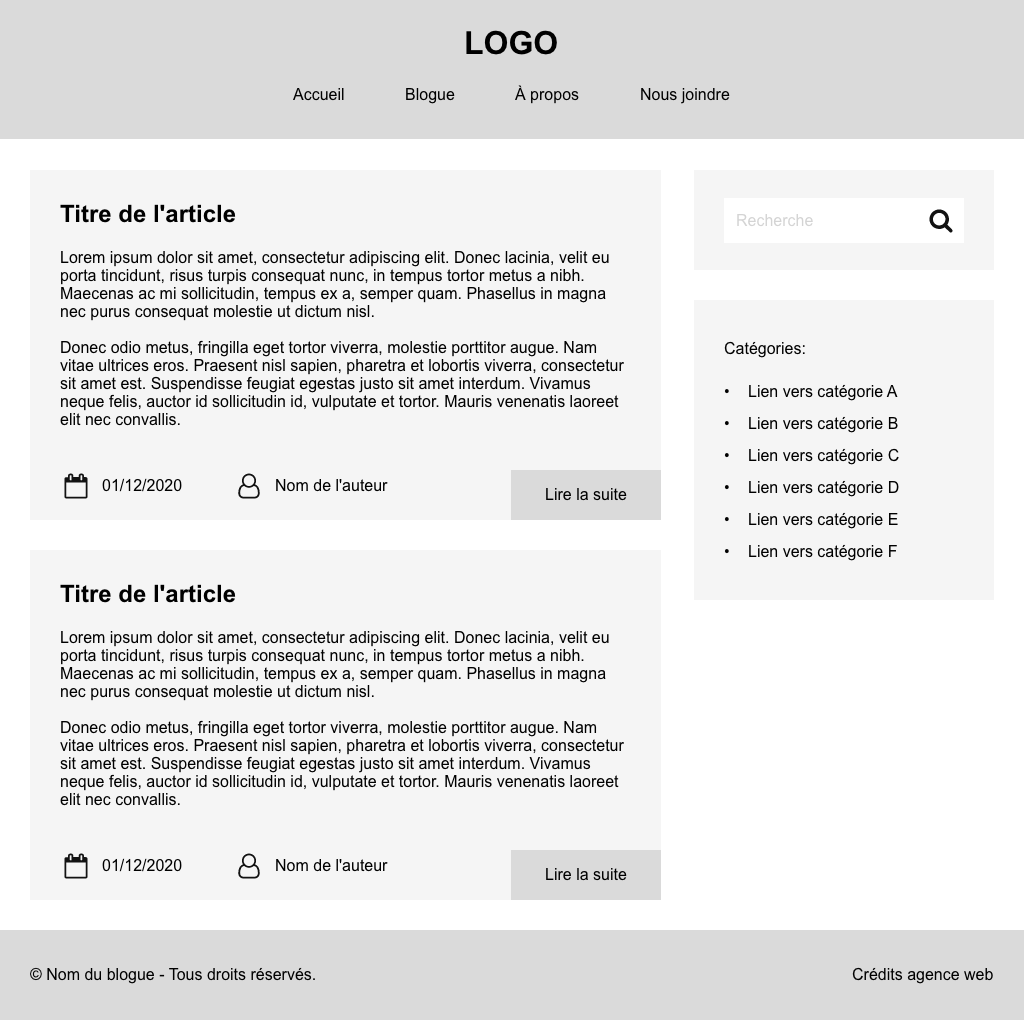 LOGO
Accueil Blogue À propos Nous joindre
Titre de l'article
Lorem ipsum dolor sit amet, consectetur adipiscing elit. Donec lacinia, velit eu
porta tincidunt, risus turpis consequat nunc, in tempus tortor metus a nibh.
Maecenas ac mi sollicitudin, tempus ex a, semper quam. Phasellus in magna
nec purus consequat molestie ut dictum nisl.
Donec odio metus, fringilla eget tortor viverra, molestie porttitor augue. Nam
vitae ultrices eros. Praesent nisl sapien, pharetra et lobortis viverra, consectetur
sit amet est. Suspendisse feugiat egestas justo sit amet interdum. Vivamus
neque felis, auctor id sollicitudin id, vulputate et tortor. Mauris venenatis laoreet
elit nec convallis.
01/12/2020 Nom de l'auteur Lire la suite
Titre de l'article
Lorem ipsum dolor sit amet, consectetur adipiscing elit. Donec lacinia, velit eu
porta tincidunt, risus turpis consequat nunc, in tempus tortor metus a nibh.
Maecenas ac mi sollicitudin, tempus ex a, semper quam. Phasellus in magna
nec purus consequat molestie ut dictum nisl.
Donec odio metus, fringilla eget tortor viverra, molestie porttitor augue. Nam
vitae ultrices eros. Praesent nisl sapien, pharetra et lobortis viverra, consectetur
sit amet est. Suspendisse feugiat egestas justo sit amet interdum. Vivamus
neque felis, auctor id sollicitudin id, vulputate et tortor. Mauris venenatis laoreet
elit nec convallis.
01/12/2020 Nom de l'auteur Lire la suite
Recherche
Catégories:
• Lien vers catégorie A
• Lien vers catégorie B
• Lien vers catégorie C
• Lien vers catégorie D
• Lien vers catégorie E
• Lien vers catégorie F
© Nom du blogue - Tous droits réservés. Crédits agence web